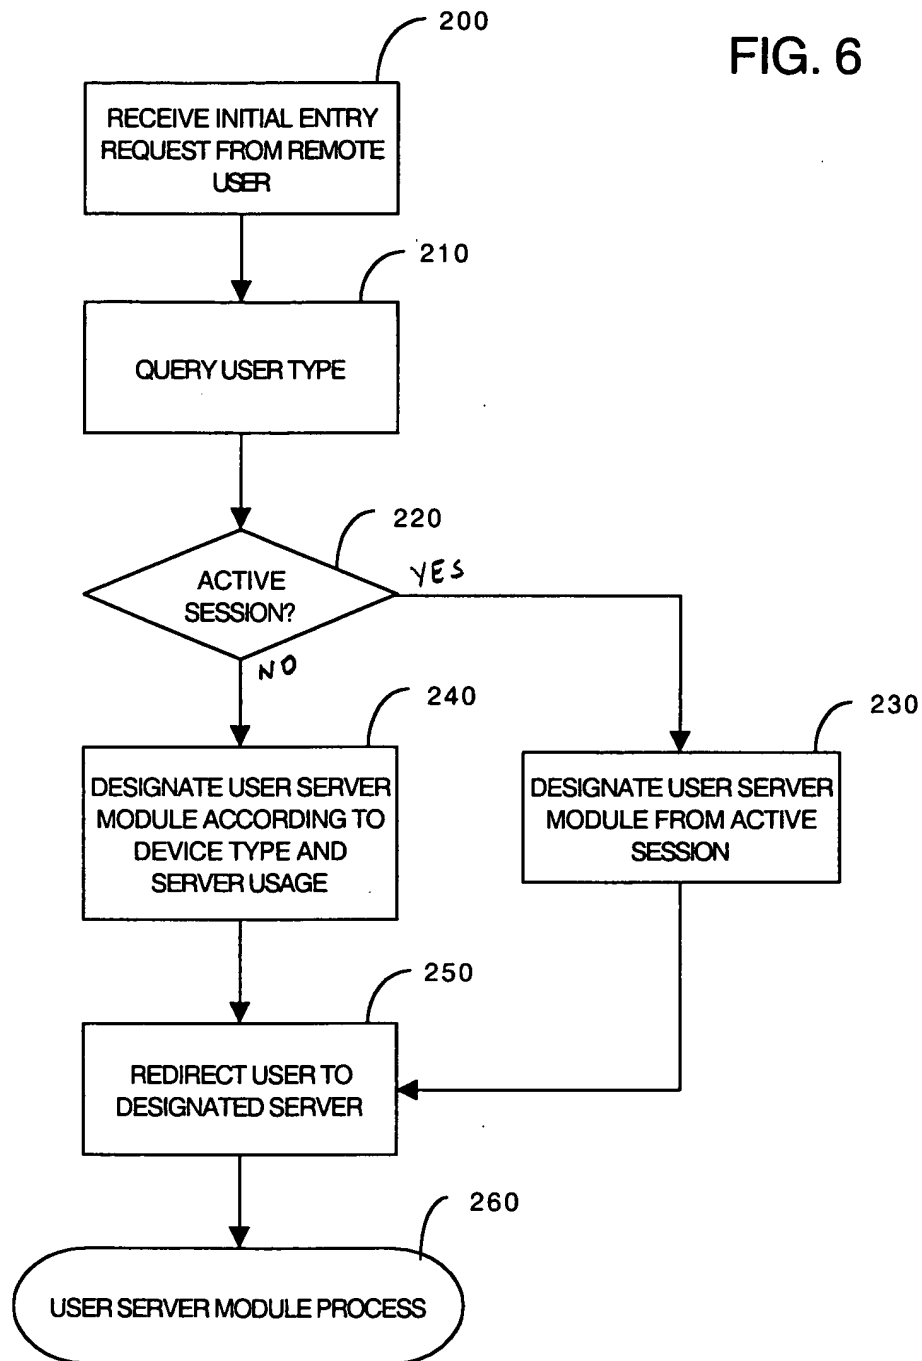 FIG. 6
200
RECEIVE INITIAL ENTRY
REQUEST FROM REMOTE
USER
210
QUERY USER TYPE
220
ACTIVE
SESSION?
YES
NO
240
DESIGNATE USER SERVER
MODULE ACCORDING TO
DEVICE TYPE AND
SERVER USAGE
230
DESIGNATE USER SERVER
MODULE FROM ACTIVE
SESSION
250
REDIRECT USER TO
DESIGNATED SERVER
260
USER SERVER MODULE PROCESS